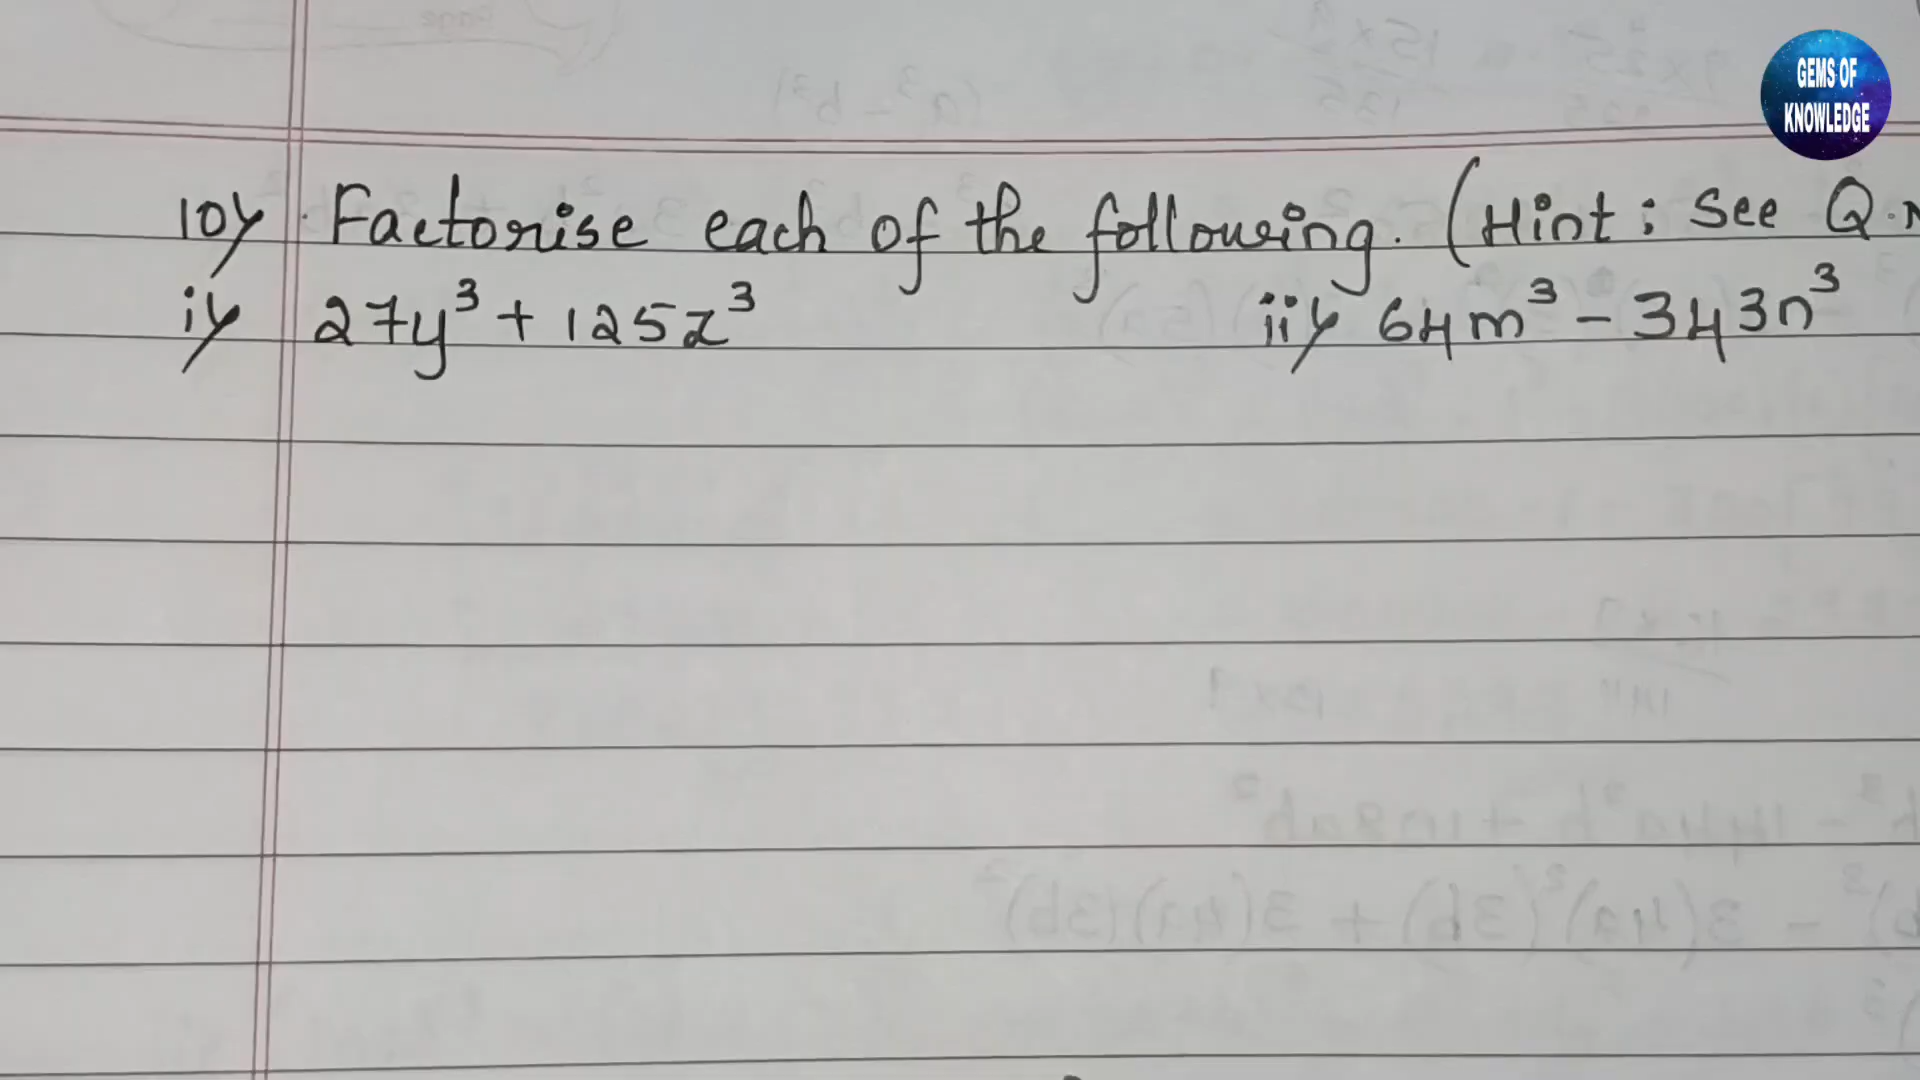 GEMS OF
KNOWLEDGE
10) Factorise each of the following. (Hint : See Q.
i) 27y³ + 125z³ ii) 64m³ - 343n³